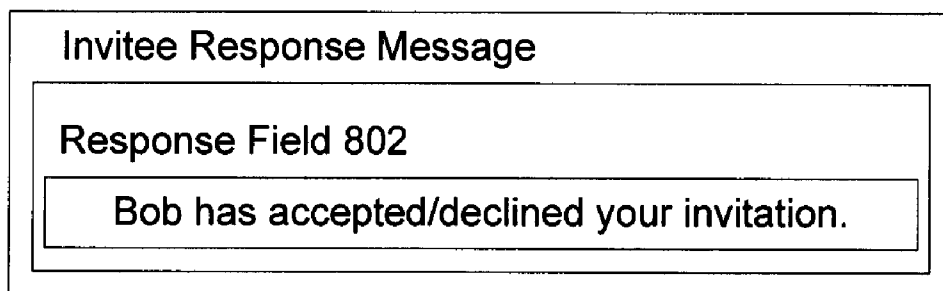 Invitee Response Message
Response Field 802
Bob has accepted/declined your invitation.